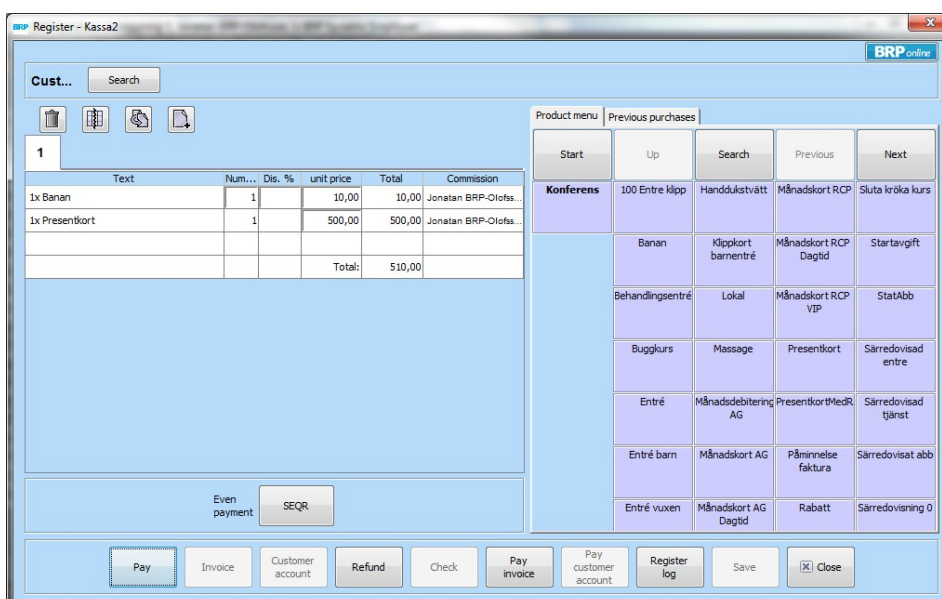 BRP Register - Kassa2
BRP online
Cust... Search
Product menu Previous purchases
1
Start Up Search Previous Next
Text Num... Dis. % unit price Total Commission
1x Banan 1 10,00 10,00 Jonatan BRP-Olofss...
1x Presentkort 1 500,00 500,00 Jonatan BRP-Olofss...
Total: 510,00
Konferens 100 Entre klipp Handdukstvätt Månadskort RCP Sluta kröka kurs
Banan Klippkort barnentré Månadskort RCP Dagtid Startavgift
Behandlingsentré Lokal Månadskort RCP VIP StatAbb
Buggkurs Massage Presentkort Särredovisad entre
Entré Månadsdebitering AG PresentkortMedR Särredovisad tjänst
Entré barn Månadskort AG Påminnelse faktura Särredovisat abb
Entré vuxen Månadskort AG Dagtid Rabatt Särredovisning 0
Even payment SEQR
Pay Invoice Customer account Refund Check Pay invoice Pay customer account Register log Save Close